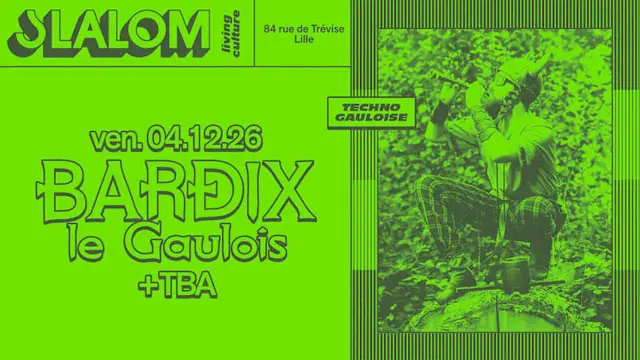 SLALOM
living
culture
84 rue de Trévise
Lille
TECHNO
GAULOISE
ven. 04.12.26
BARDIX
le Gaulois
+TBA